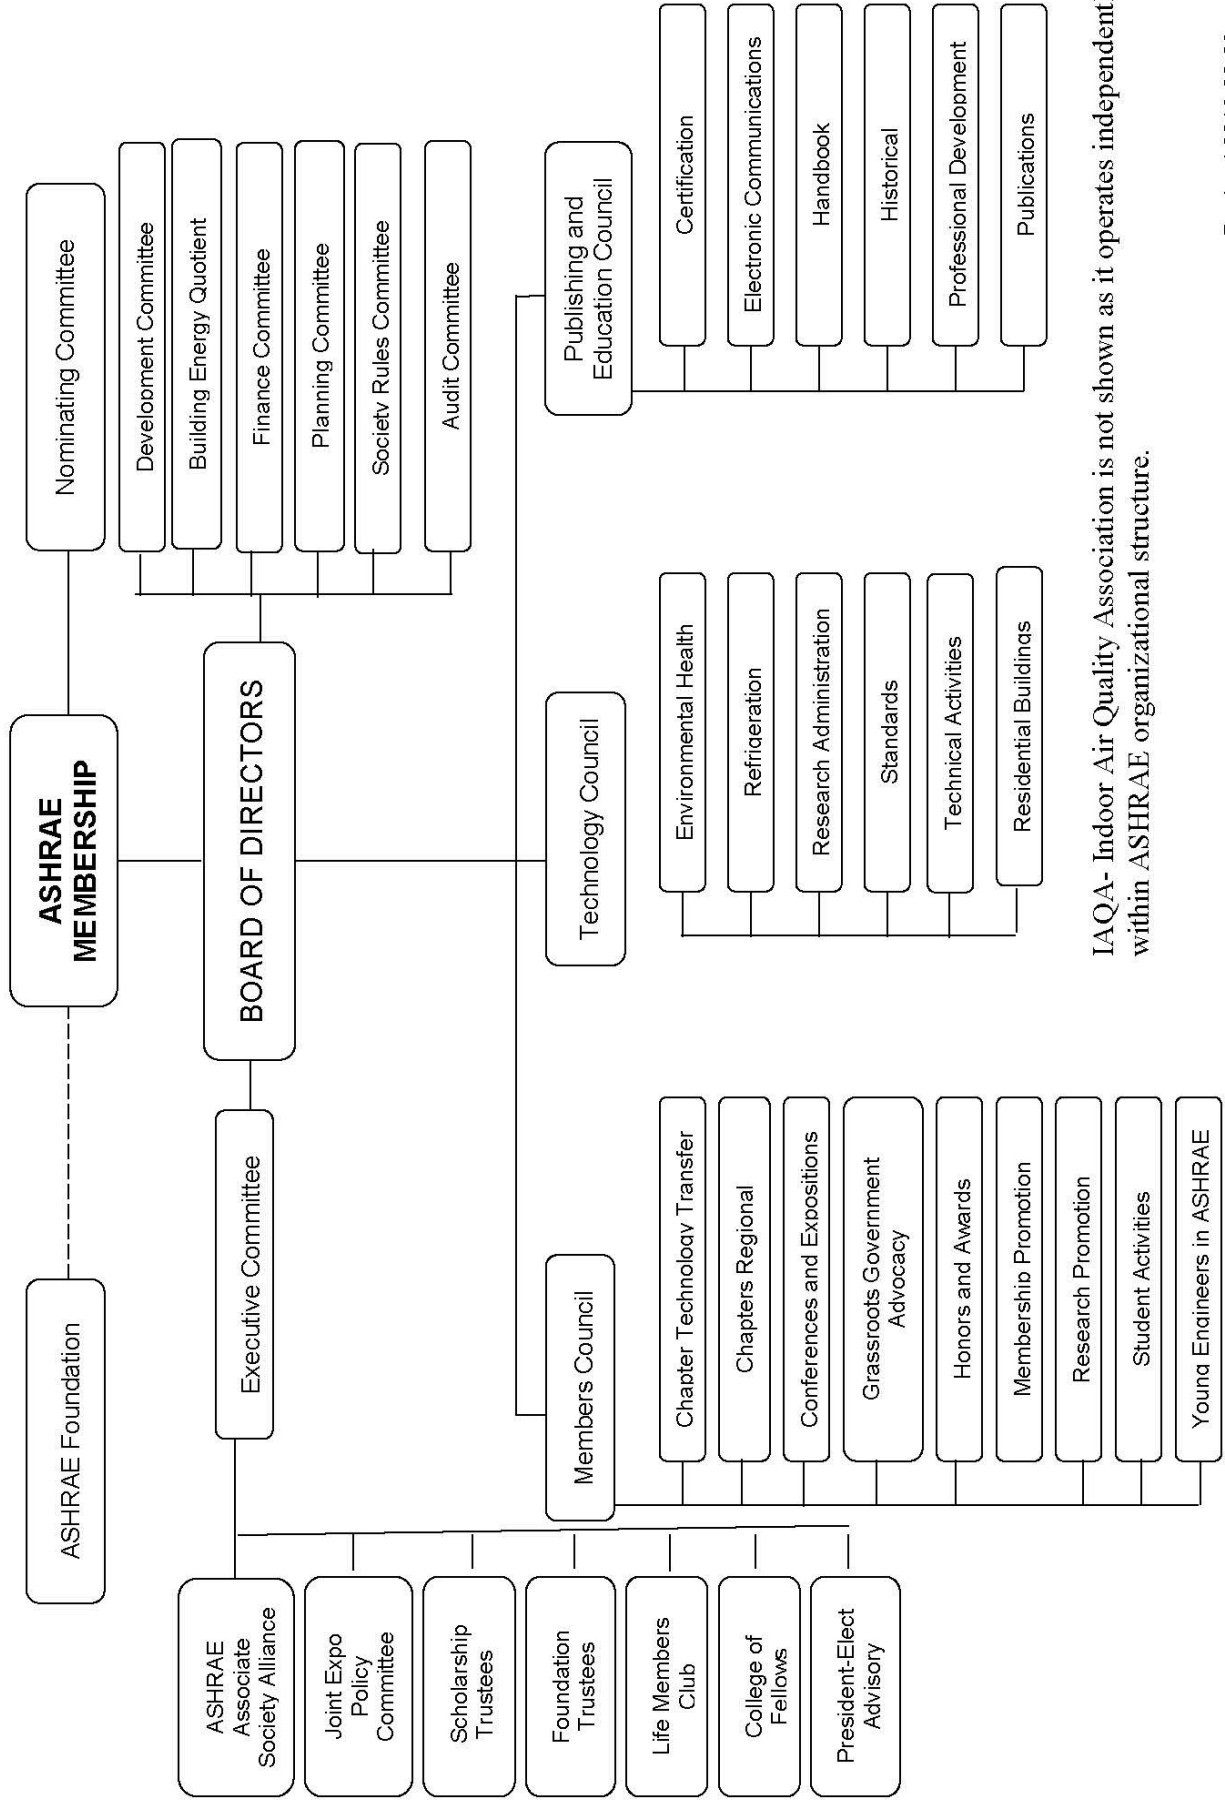 ASHRAE Foundation
ASHRAE
MEMBERSHIP
Nominating Committee
Executive Committee
BOARD OF DIRECTORS
Development Committee
Building Energy Quotient
Finance Committee
Planning Committee
Society Rules Committee
Audit Committee
ASHRAE
Associate
Society Alliance
Joint Expo
Policy
Committee
Scholarship
Trustees
Foundation
Trustees
Life Members
Club
College of
Fellows
President-Elect
Advisory
Members Council
Chapter Technology Transfer
Chapters Regional
Conferences and Expositions
Grassroots Government
Advocacy
Honors and Awards
Membership Promotion
Research Promotion
Student Activities
Young Engineers in ASHRAE
Technology Council
Environmental Health
Refrigeration
Research Administration
Standards
Technical Activities
Residential Buildings
Publishing and
Education Council
Certification
Electronic Communications
Handbook
Historical
Professional Development
Publications
IAQA- Indoor Air Quality Association is not shown as it operates independentl
within ASHRAE organizational structure.